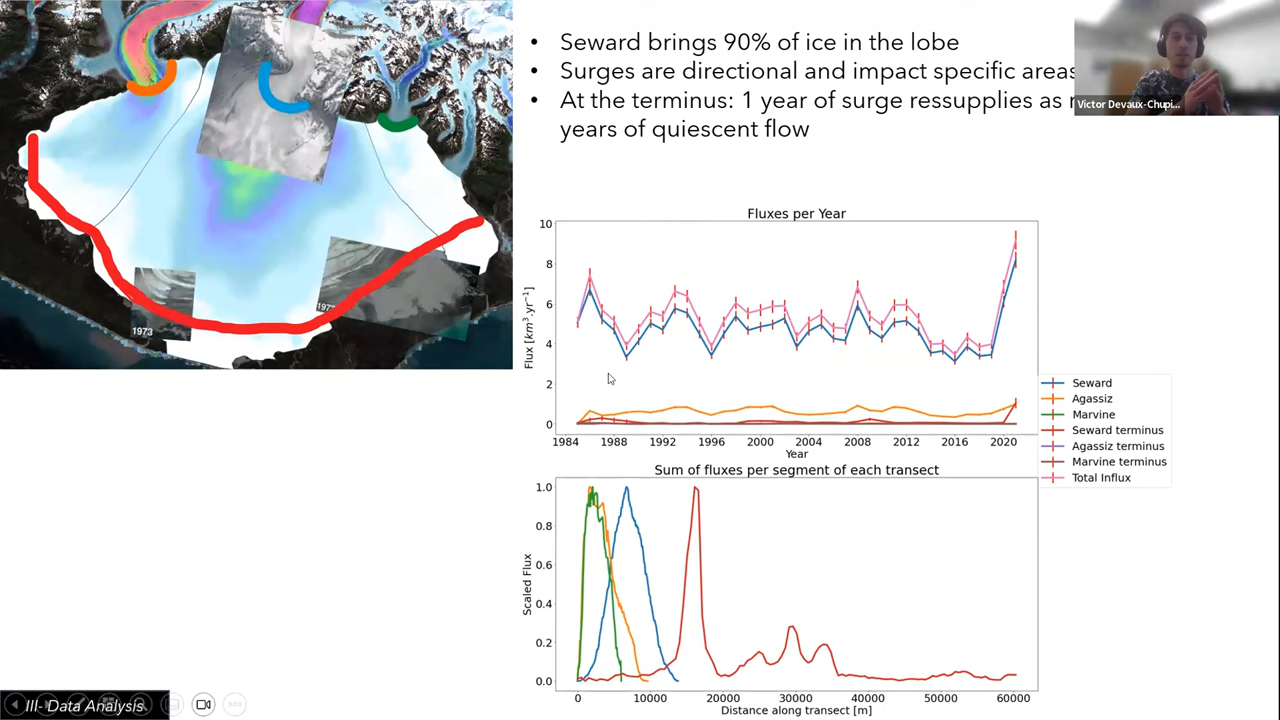 • Seward brings 90% of ice in the lobe
• Surges are directional and impact specific areas
• At the terminus: 1 year of surge ressupplies as
years of quiescent flow
Victor Devaux-Chupi...
1973
Fluxes per Year
10
8
6
4
2
0
Flux [km³.yr⁻¹]
1984 1988 1992 1996 2000 2004 2008 2012 2016 2020
Year
Seward
Agassiz
Marvine
Seward terminus
Agassiz terminus
Marvine terminus
Total Influx
Sum of fluxes per segment of each transect
1.0
0.8
0.6
0.4
0.2
0.0
Scaled Flux
0 10000 20000 30000 40000 50000 60000
Distance along transect [m]
III- Data Analysis